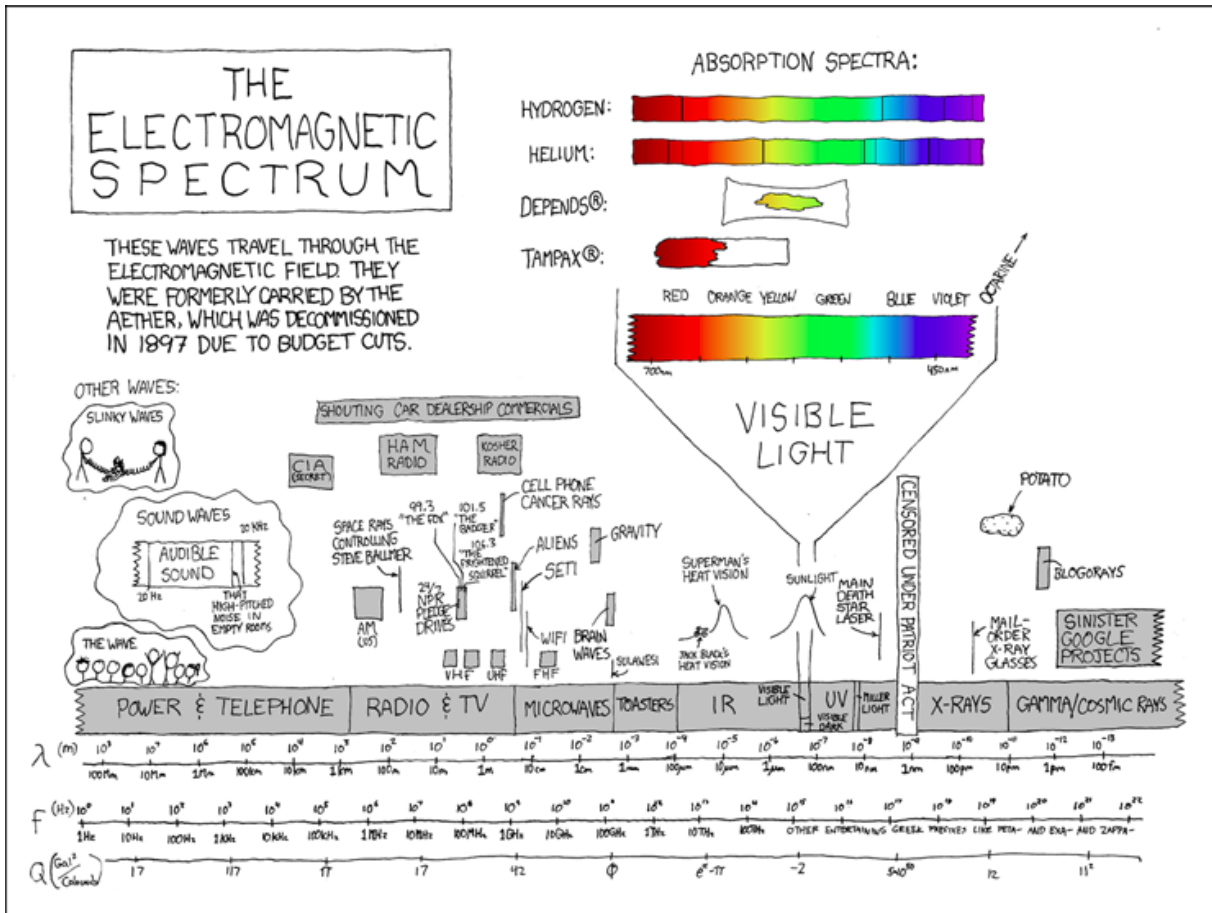 THE
ELECTROMAGNETIC
SPECTRUM
THESE WAVES TRAVEL THROUGH THE
ELECTROMAGNETIC FIELD. THEY
WERE FORMERLY CARRIED BY THE
AETHER, WHICH WAS DECOMMISSIONED
IN 1897 DUE TO BUDGET CUTS.
ABSORPTION SPECTRA:
HYDROGEN:
HELIUM:
DEPENDS®:
TAMPAX®:
RED ORANGE YELLOW GREEN BLUE VIOLET OCTARINE
700nm 450nm
VISIBLE
LIGHT
OTHER WAVES:
SLINKY WAVES
SOUND WAVES
20 KHz
AUDIBLE
SOUND
20 Hz
THAT
HIGH-PITCHED
NOISE IN
EMPTY ROOMS
THE WAVE
SHOUTING CAR DEALERSHIP COMMERCIALS
CIA
(SECRET)
HAM
RADIO
KOSHER
RADIO
CELL PHONE
CANCER RAYS
SPACE RAYS
CONTROLLING
STEVE BALLMER
99.3
"THE FOX"
101.5
"THE
BADGER"
106.3
"THE
FRIGHTENED
SQUIRREL"
24/7
NPR
PLEDGE
DRIVES
AM
VHF
UHF
FHF
ALIENS
SETI
WIFI
GRAVITY
BRAIN
WAVES
SULAWESI
SUPERMAN'S
HEAT VISION
JACK BLACK'S
HEAT VISION
SUNLIGHT
MAIN
DEATH
STAR
LASER
CENSORED UNDER PATRIOT ACT
POTATO
BLOGORAYS
MAIL-
ORDER
X-RAY
GLASSES
SINISTER
GOOGLE
PROJECTS
POWER & TELEPHONE
RADIO & TV
MICROWAVES
TOASTERS
IR
VISIBLE
LIGHT
UV
VISIBLE
DARK
MILLER
LIGHT
X-RAYS
GAMMA/COSMIC RAYS
λ (m)
100Mm 10Mm 1Mm 100km 10km 1km 100m 10m 1m 10cm 1cm 1mm 100μm 10μm 1μm 100nm 10nm 1nm 100pm 10pm 1pm 100fm
f (Hz)
1Hz 10Hz 100Hz 1KHz 10KHz 100KHz 1MHz 10MHz 100MHz 1GHz 10GHz 100GHz 1THz 10THz 100THz OTHER ENTERTAINING GREEK PREFIXES LIKE PETA- AND EXA- AND ZAPPA-
Q
17 117 π 17 42 φ e^π-π -2 12 11²